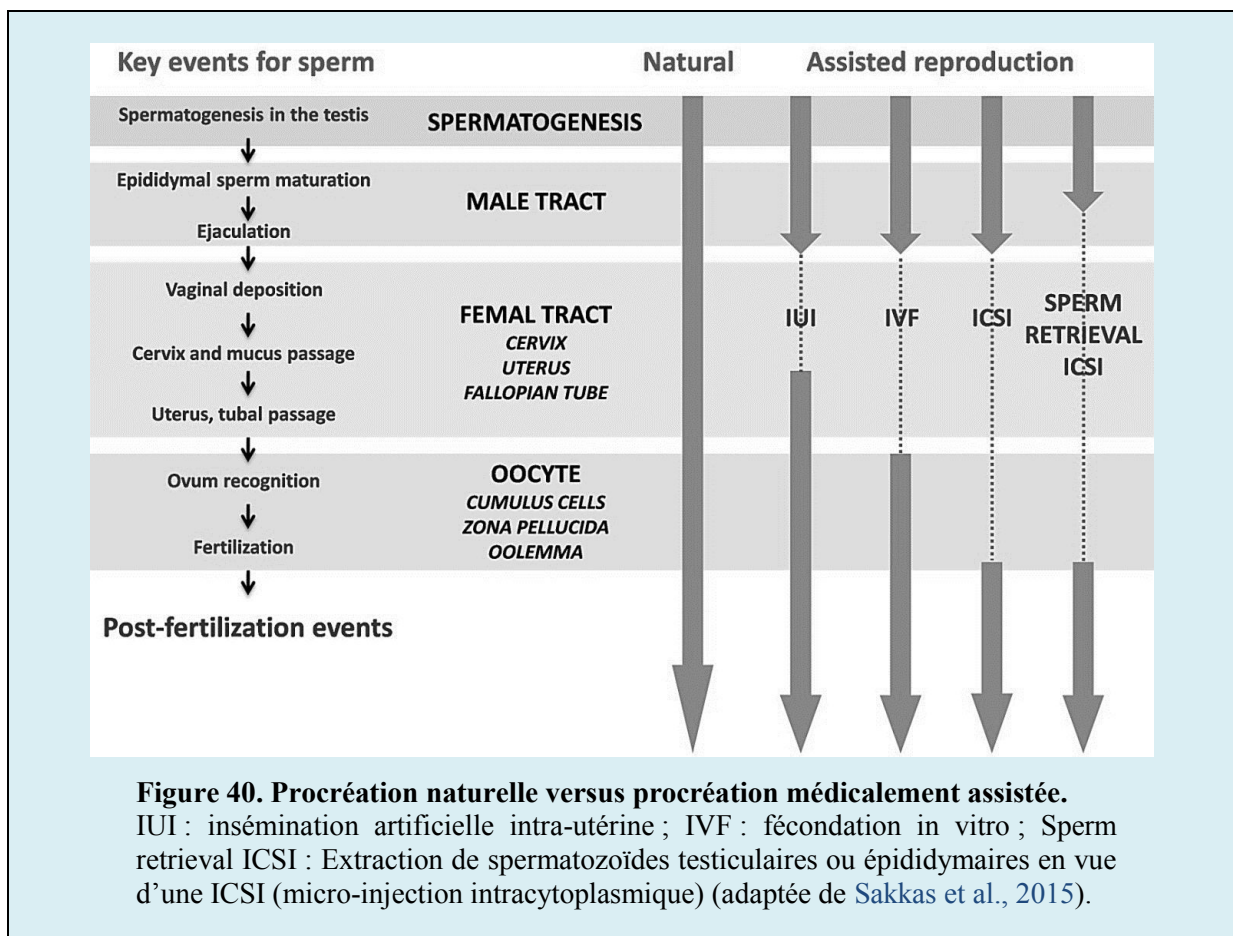 Key events for sperm
Natural
Assisted reproduction
Spermatogenesis in the testis
SPERMATOGENESIS
Epididymal sperm maturation
MALE TRACT
Ejaculation
Vaginal deposition
FEMAL TRACT
CERVIX
Cervix and mucus passage
UTERUS
FALLOPIAN TUBE
Uterus, tubal passage
IUI
IVF
ICSI
SPERM
RETRIEVAL
ICSI
Ovum recognition
OOCYTE
CUMULUS CELLS
ZONA PELLUCIDA
Fertilization
OOLEMMA
Post-fertilization events
Figure 40. Procréation naturelle versus procréation médicalement assistée.
IUI : insémination artificielle intra-utérine ; IVF : fécondation in vitro ; Sperm
retrieval ICSI : Extraction de spermatozoïdes testiculaires ou épididymaires en vue
d’une ICSI (micro-injection intracytoplasmique) (adaptée de Sakkas et al., 2015).